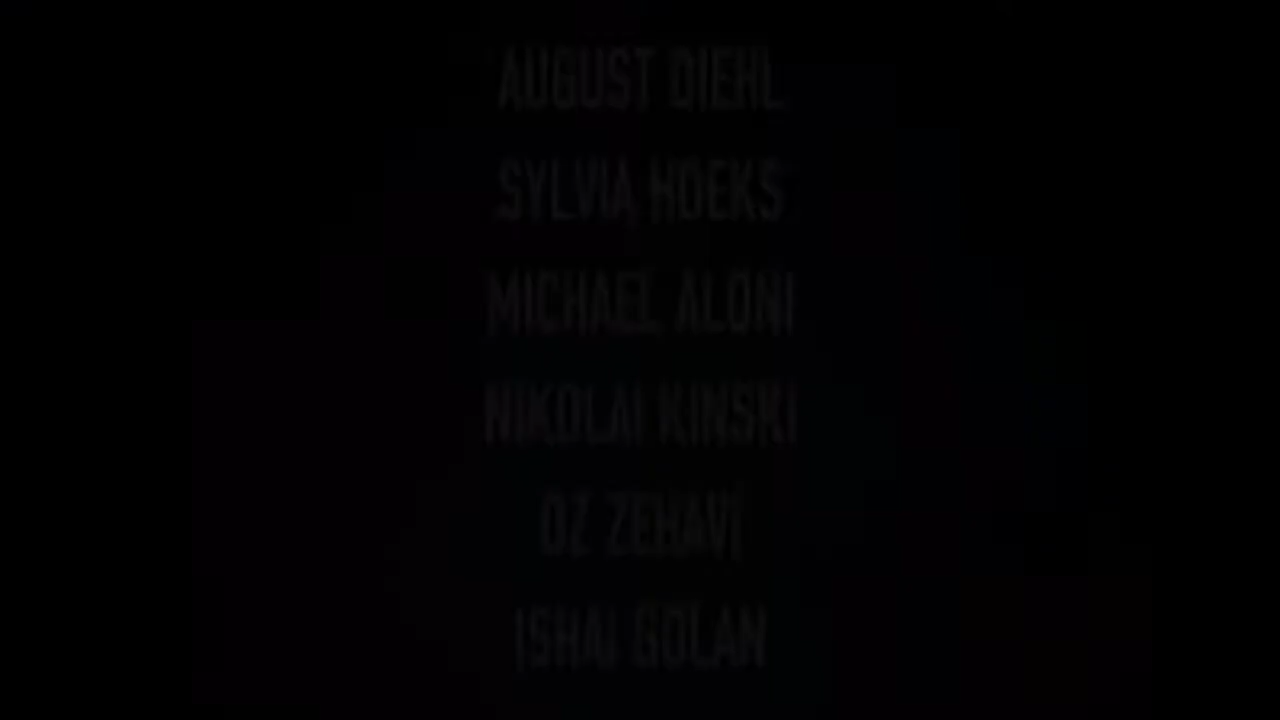 AUGUST DIEHL
SYLVIA HOEKS
MICHAEL ALONI
NIKOLAI KINSKI
OZ ZEHAVI
ISHAI GOLAN